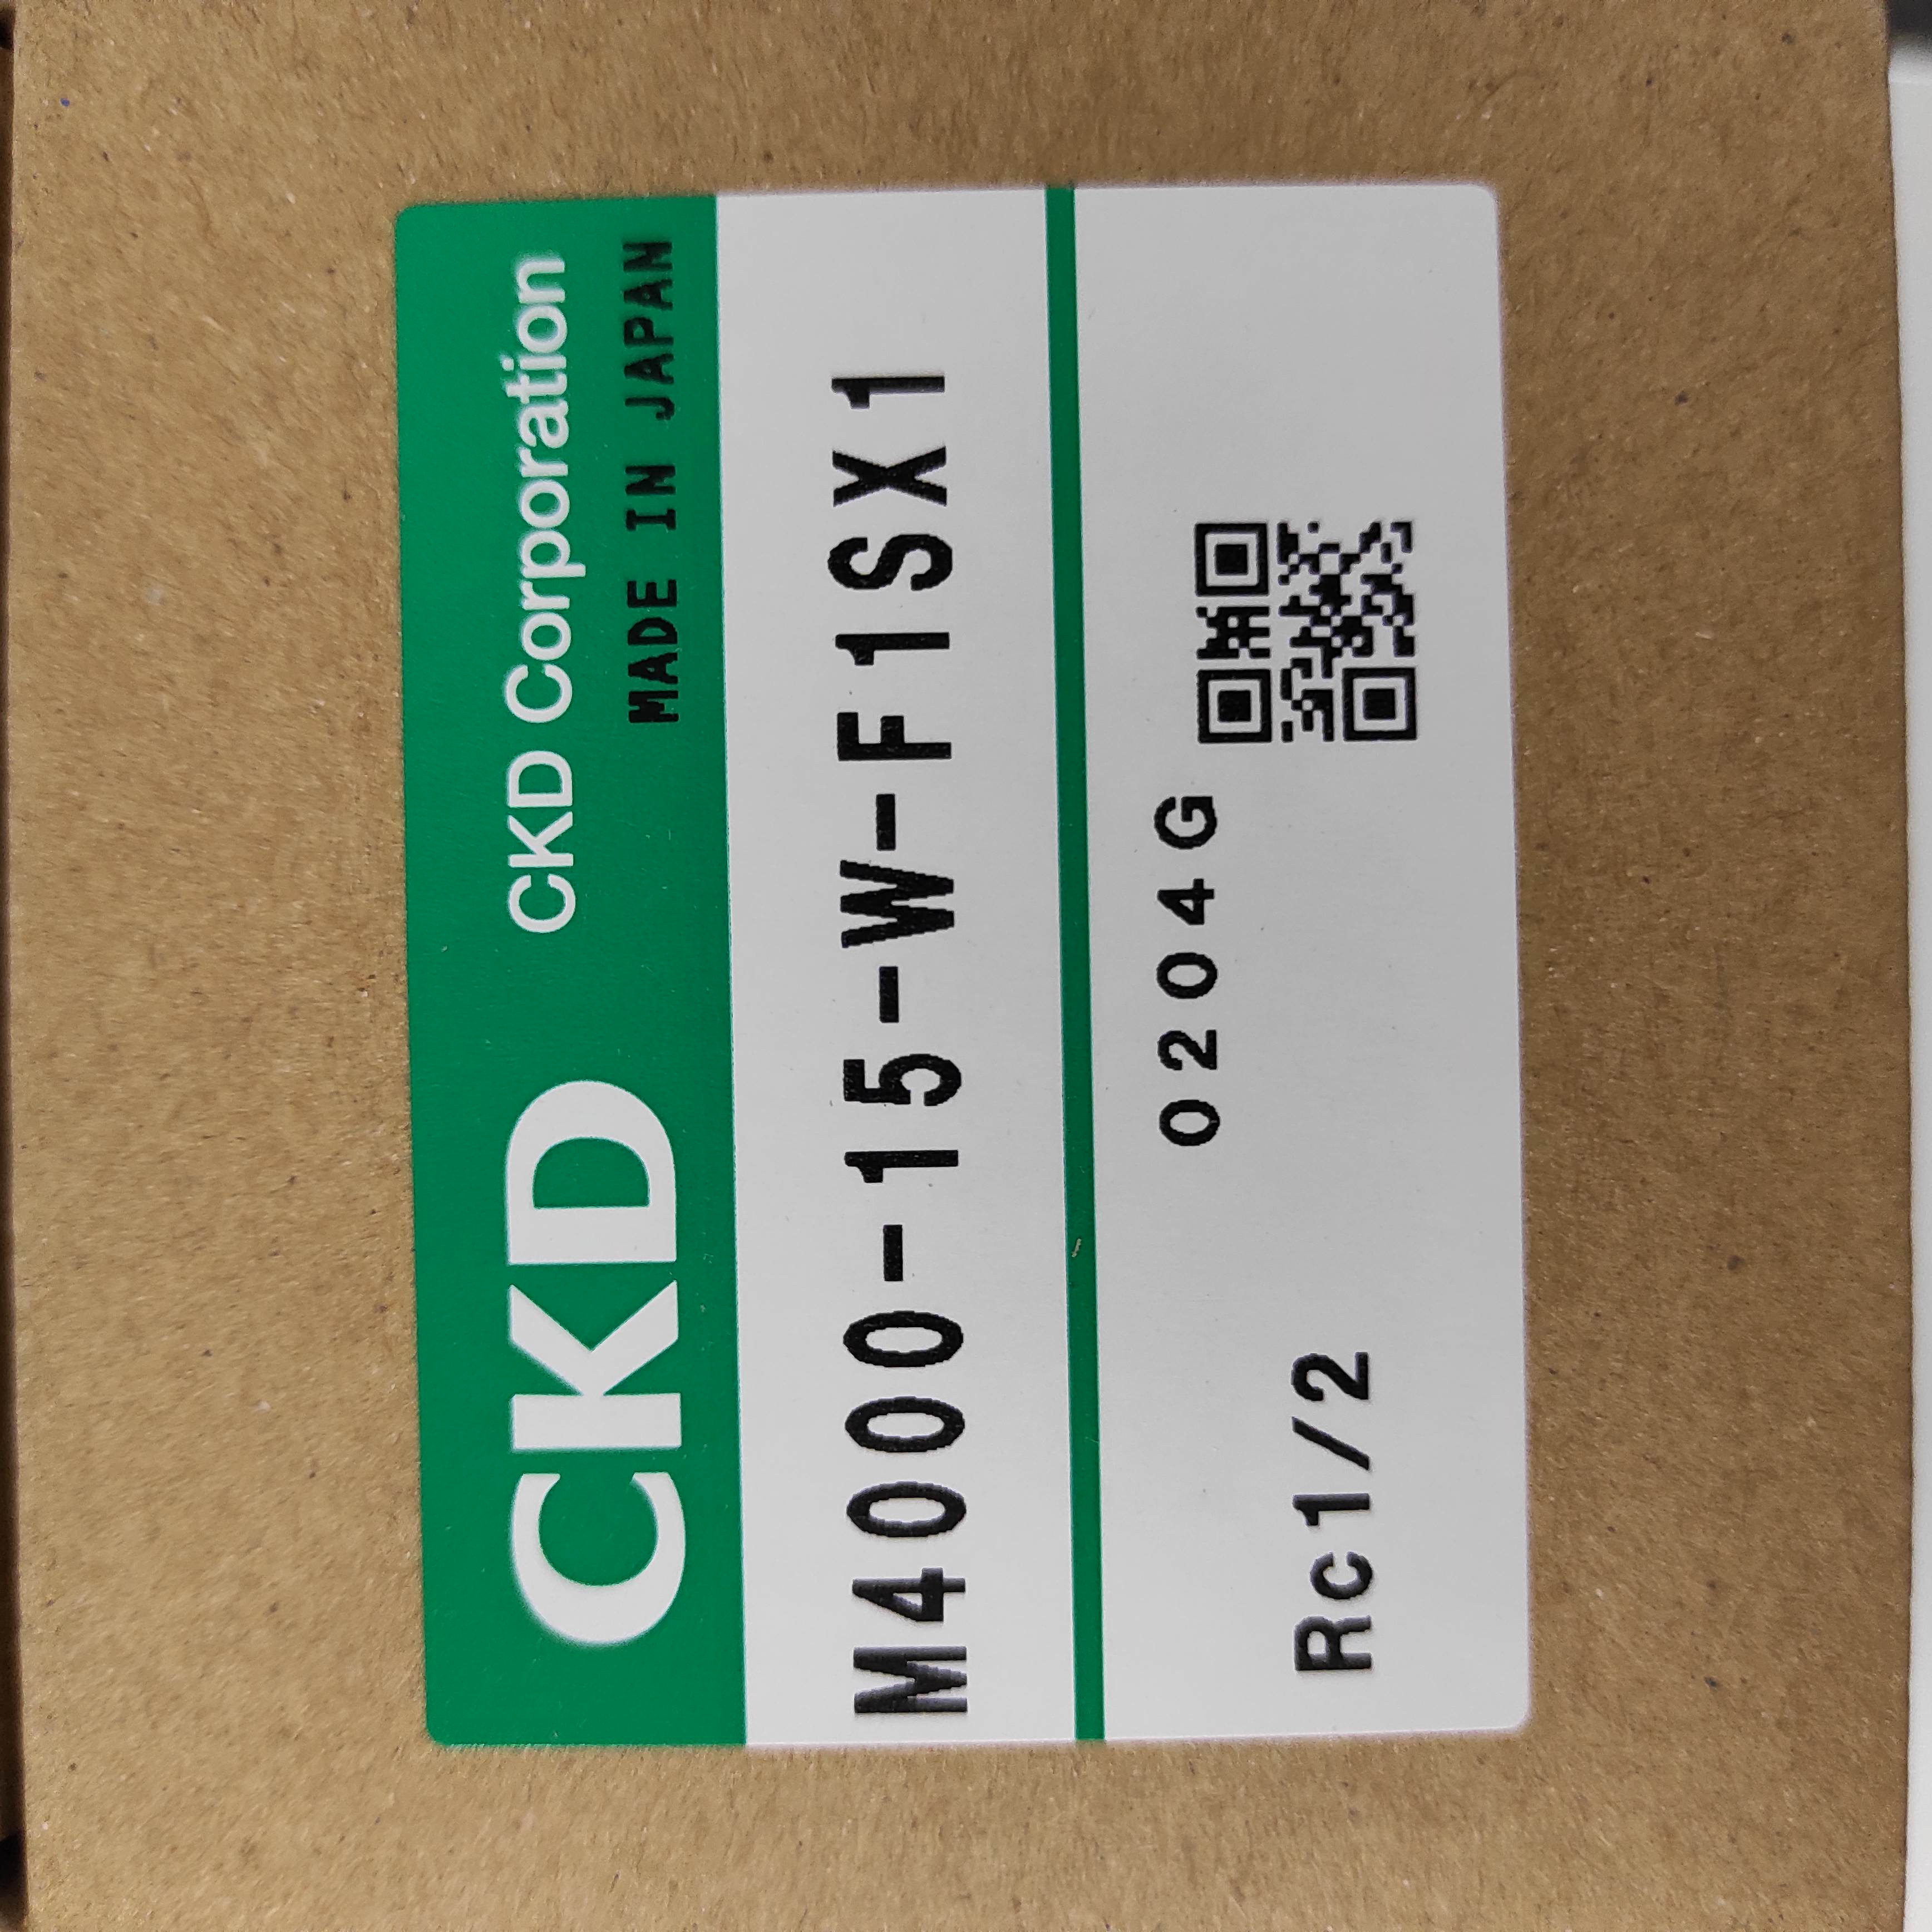 CKD CKD Corporation
MADE IN JAPAN
M4000-15-W-F1SX1
0204G
Rc1/2